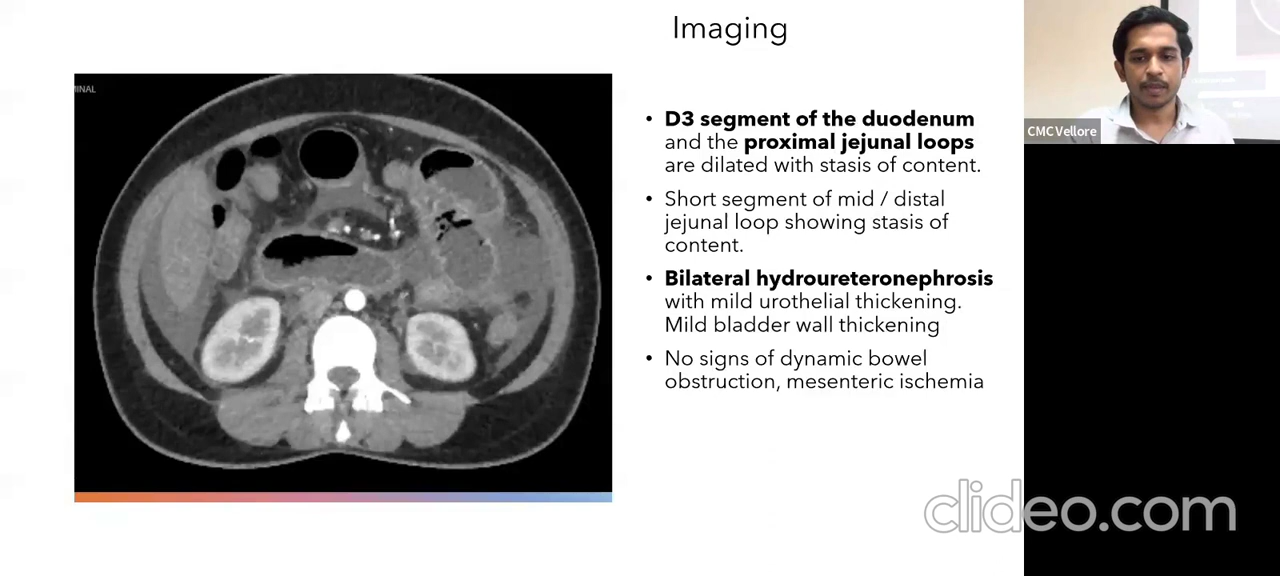 Imaging
MINAL
• D3 segment of the duodenum
and the proximal jejunal loops
are dilated with stasis of content.
• Short segment of mid / distal
jejunal loop showing stasis of
content.
• Bilateral hydroureteronephrosis
with mild urothelial thickening.
Mild bladder wall thickening
• No signs of dynamic bowel
obstruction, mesenteric ischemia
CMC Vellore
clideo.com